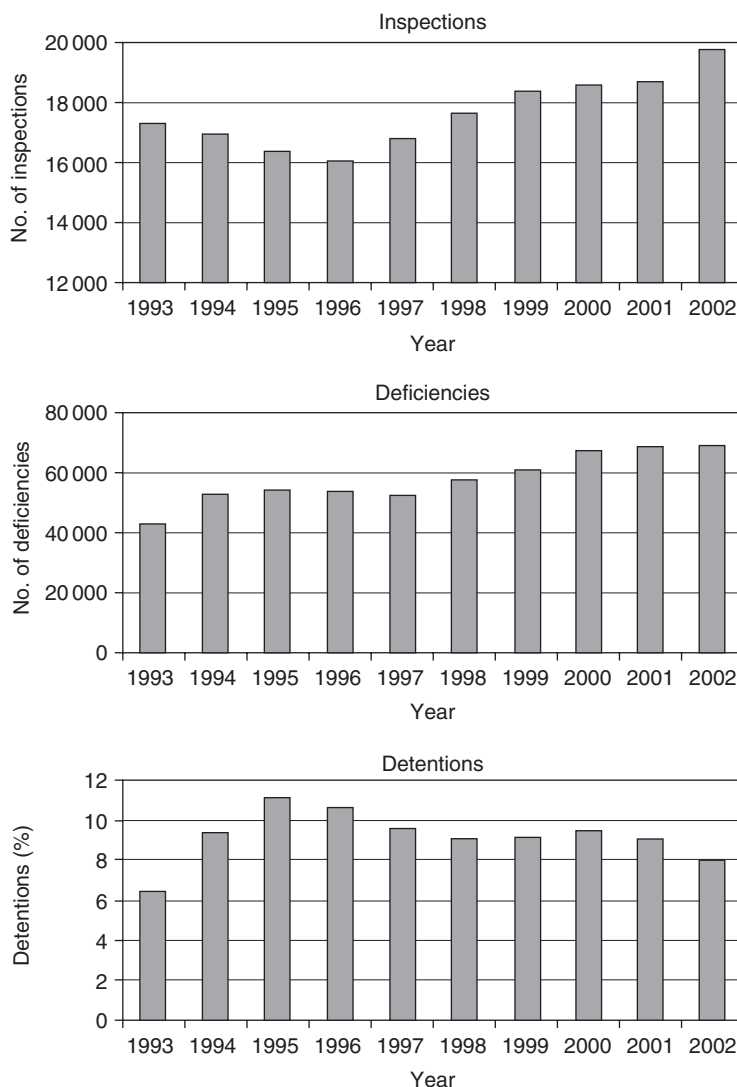 Inspections
20 000
18 000
16 000
14 000
12 000
No. of inspections
1993 1994 1995 1996 1997 1998 1999 2000 2001 2002
Year
Deficiencies
80 000
60 000
40 000
20 000
0
No. of deficiencies
1993 1994 1995 1996 1997 1998 1999 2000 2001 2002
Year
Detentions
12
10
8
6
4
2
0
Detentions (%)
1993 1994 1995 1996 1997 1998 1999 2000 2001 2002
Year